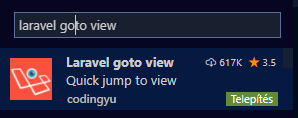 laravel goto view
Laravel goto view 617K 3.5
Quick jump to view
codingyu Telepítés